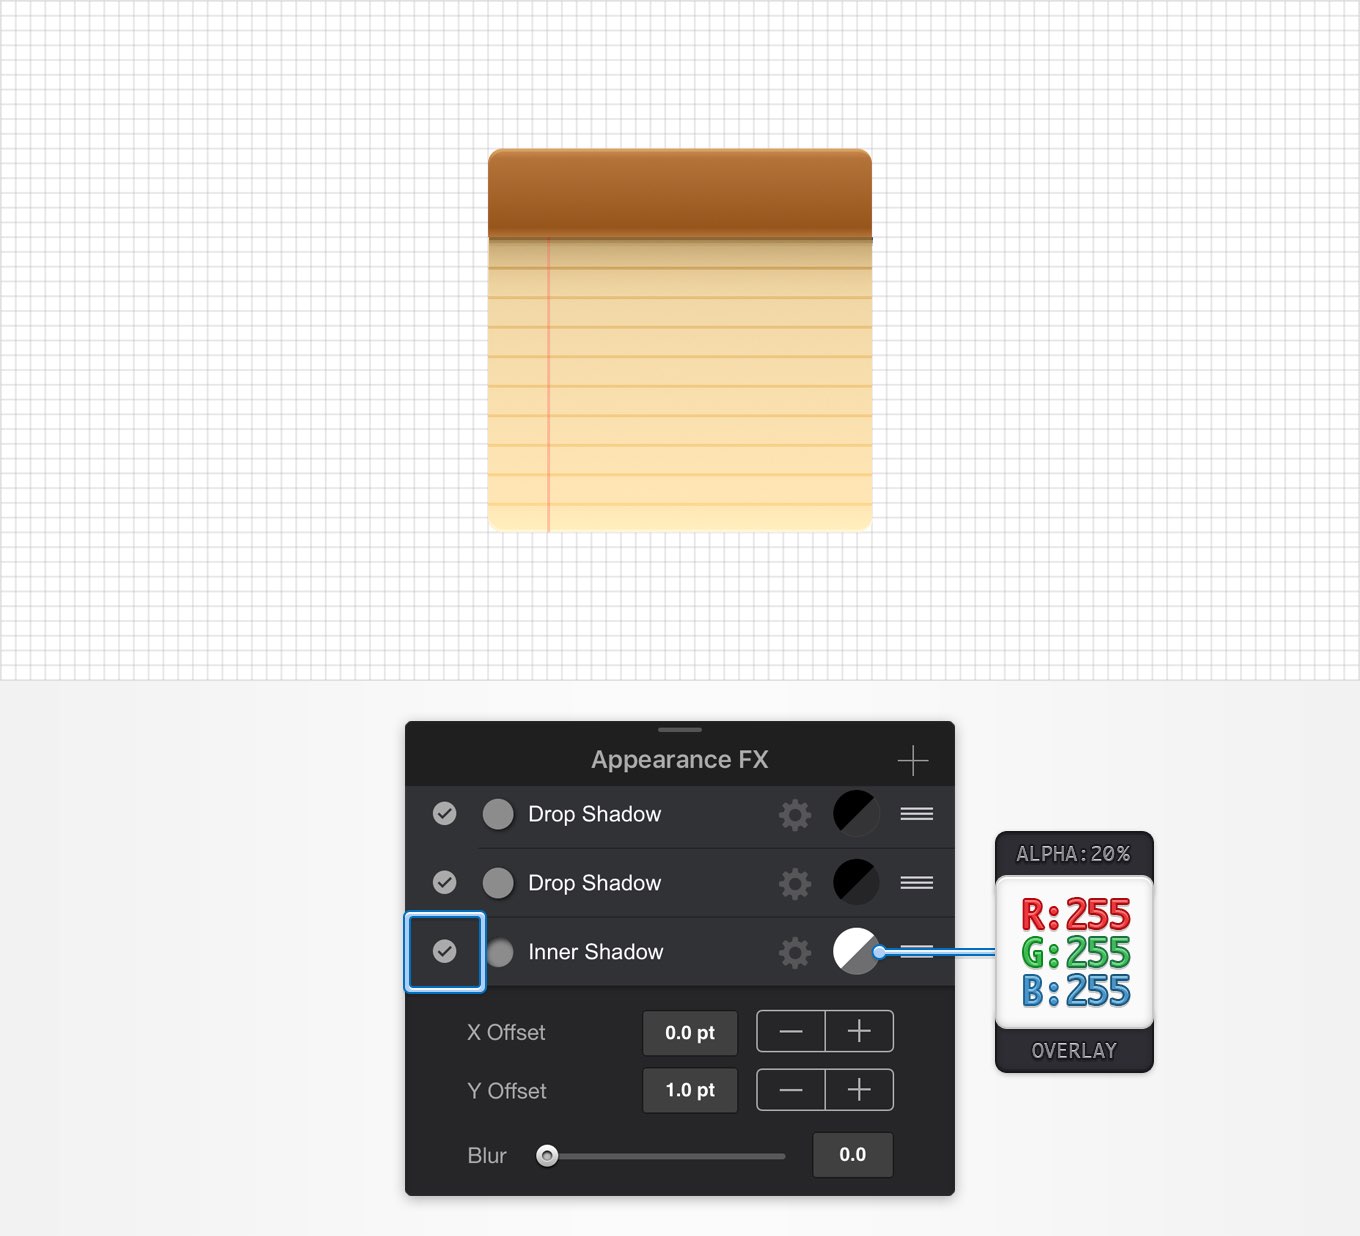 Appearance FX
Drop Shadow
Drop Shadow
Inner Shadow
X Offset 0.0 pt
Y Offset 1.0 pt
Blur 0.0
ALPHA:20%
R:255
G:255
B:255
OVERLAY